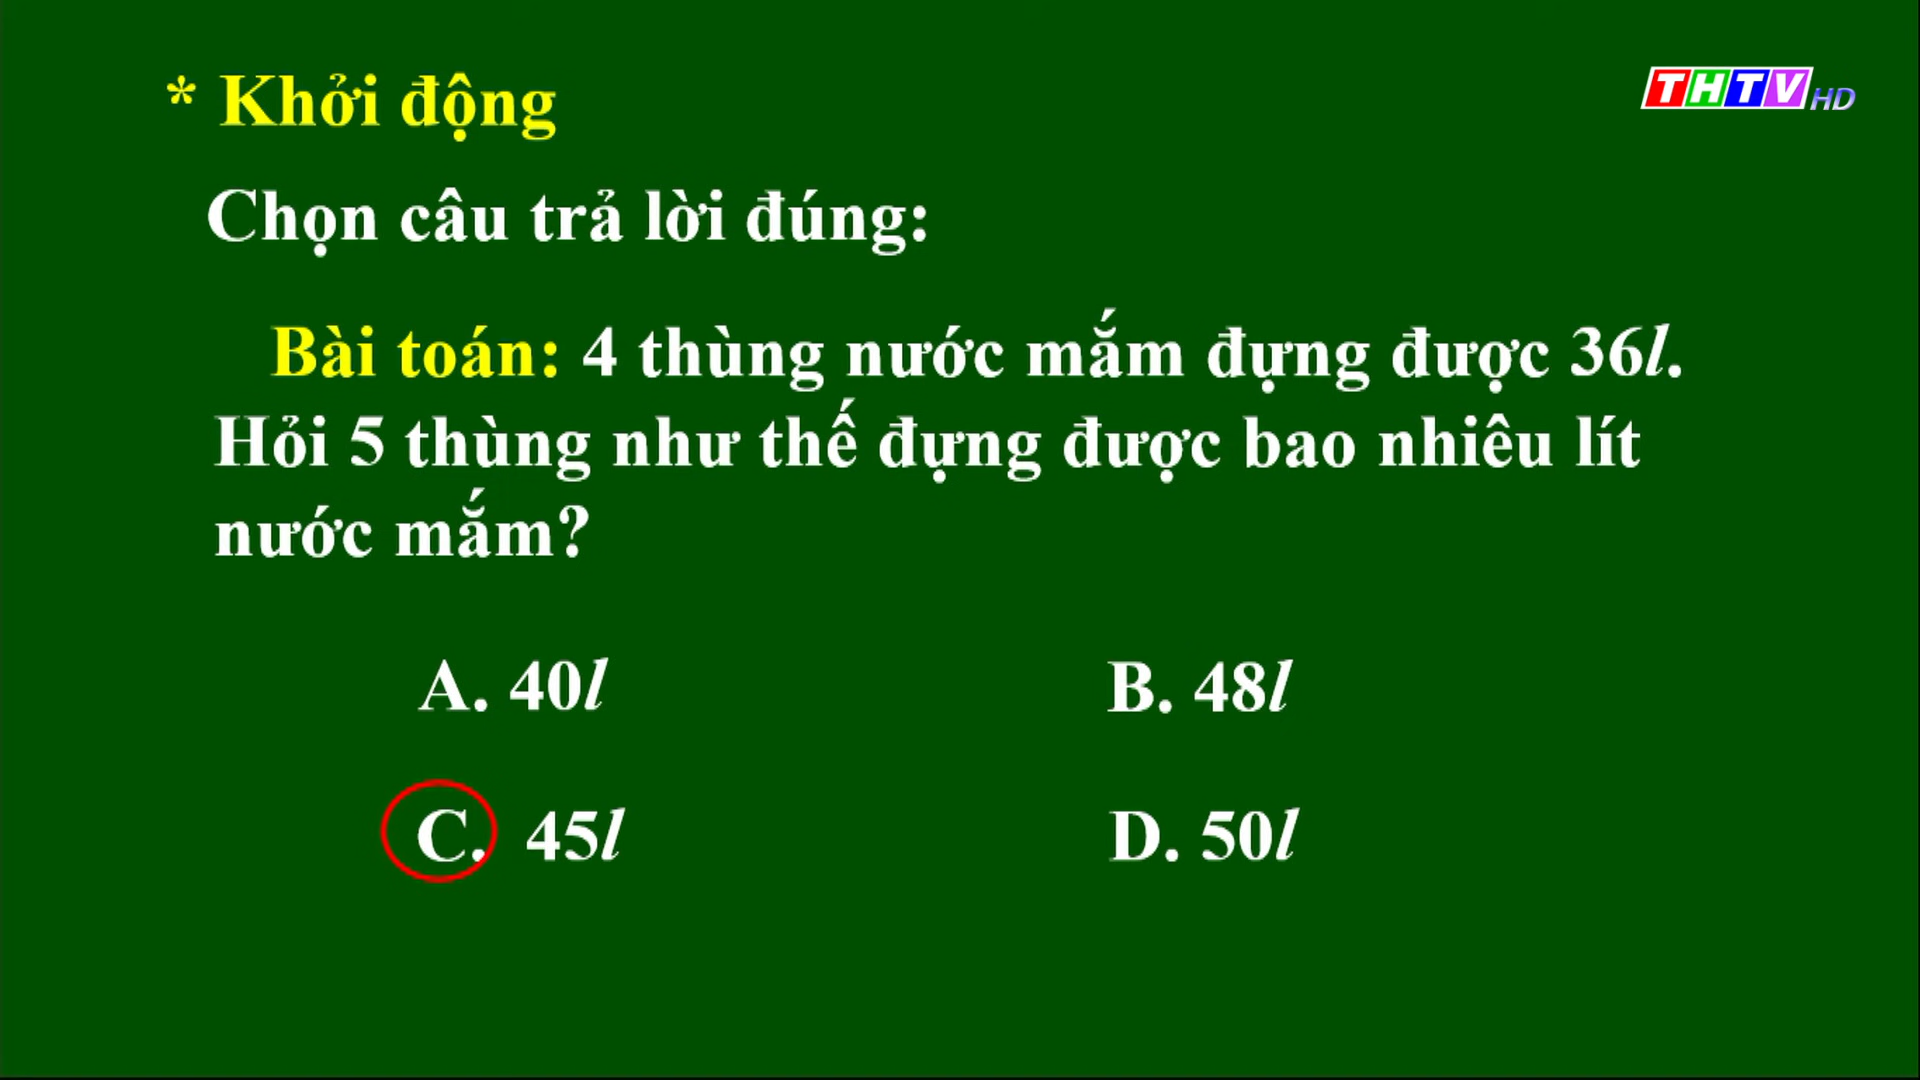 * Khởi động
THTV HD
Chọn câu trả lời đúng:
Bài toán: 4 thùng nước mắm đựng được 36l.
Hỏi 5 thùng như thế đựng được bao nhiêu lít
nước mắm?
A. 40l
B. 48l
C. 45l
D. 50l